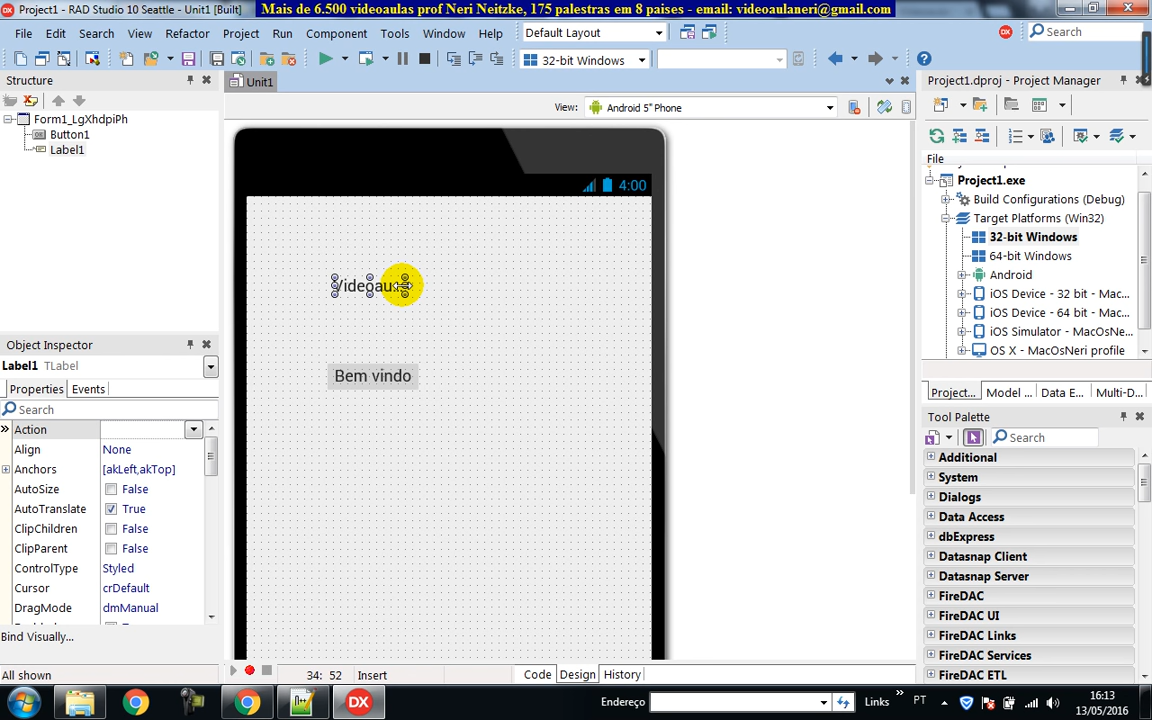 Project1 - RAD Studio 10 Seattle - Unit1 [Built]
Mais de 6.500 videoaulas prof Neri Neitzke, 175 palestras em 8 paises - email: videoaulaneri@gmail.com
File Edit Search View Refactor Project Run Component Tools Window Help
Default Layout
Search
32-bit Windows
Structure
Unit1
Project1.dproj - Project Manager
View: Android 5" Phone
Form1_LgXhdpiPh
Button1
Label1
File
Project1.exe
Build Configurations (Debug)
Target Platforms (Win32)
32-bit Windows
64-bit Windows
Android
iOS Device - 32 bit - Mac...
iOS Device - 64 bit - Mac...
iOS Simulator - MacOsNe...
OS X - MacOsNeri profile
Project... Model ... Data E... Multi-D...
4:00
Bem vindo
Object Inspector
Label1 TLabel
Properties Events
Search
Action
Align None
Anchors [akLeft,akTop]
AutoSize False
AutoTranslate True
ClipChildren False
ClipParent False
ControlType Styled
Cursor crDefault
DragMode dmManual
Bind Visually...
All shown
Tool Palette
Search
Additional
System
Dialogs
Data Access
dbExpress
Datasnap Client
Datasnap Server
FireDAC
FireDAC UI
FireDAC Links
FireDAC Services
FireDAC ETL
34: 52 Insert
Code Design History
Endereço
Links
PT
16:13
13/05/2016